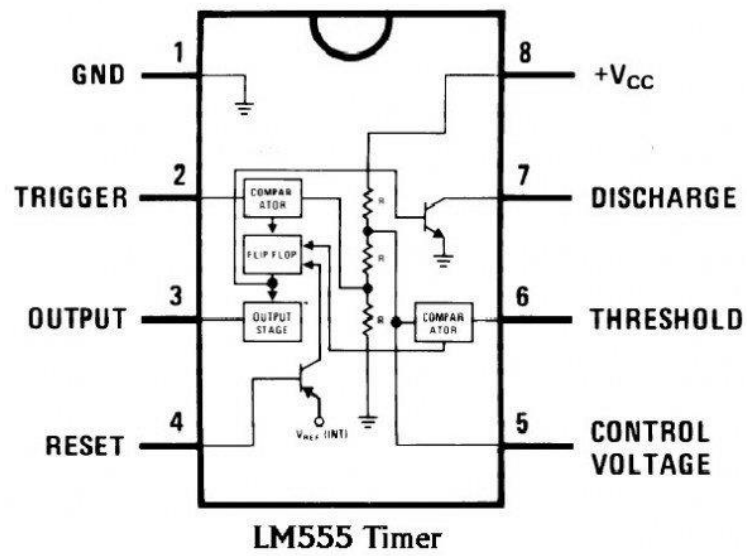 1
GND
8
+VCC
2
TRIGGER
COMPAR
ATOR
R
7
DISCHARGE
FLIP FLOP
R
3
OUTPUT
OUTPUT
STAGE
R
COMPAR
ATOR
6
THRESHOLD
4
RESET
VREF (INT)
5
CONTROL
VOLTAGE
LM555 Timer